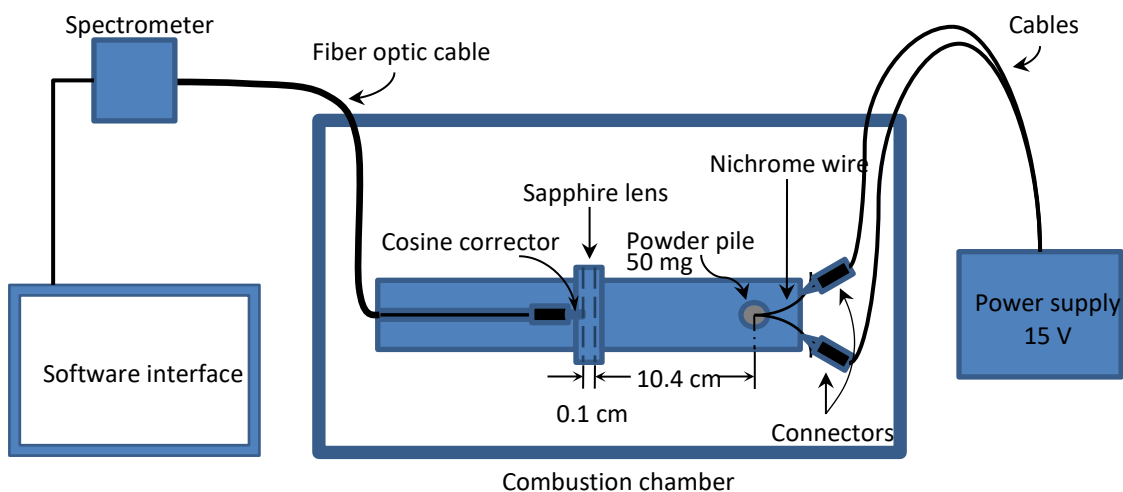 Spectrometer
Fiber optic cable
Cables
Nichrome wire
Sapphire lens
Cosine corrector
Powder pile
50 mg
Power supply
15 V
Software interface
10.4 cm
0.1 cm
Connectors
Combustion chamber